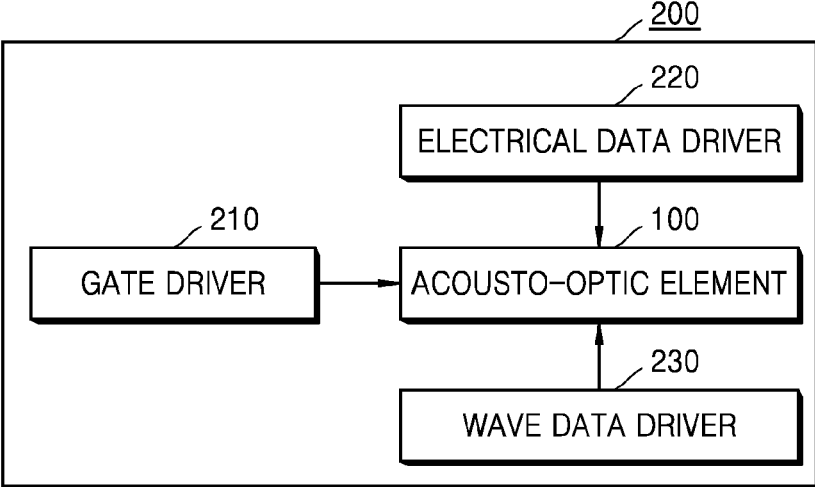 200
220
ELECTRICAL DATA DRIVER
210
100
GATE DRIVER
ACOUSTO-OPTIC ELEMENT
230
WAVE DATA DRIVER